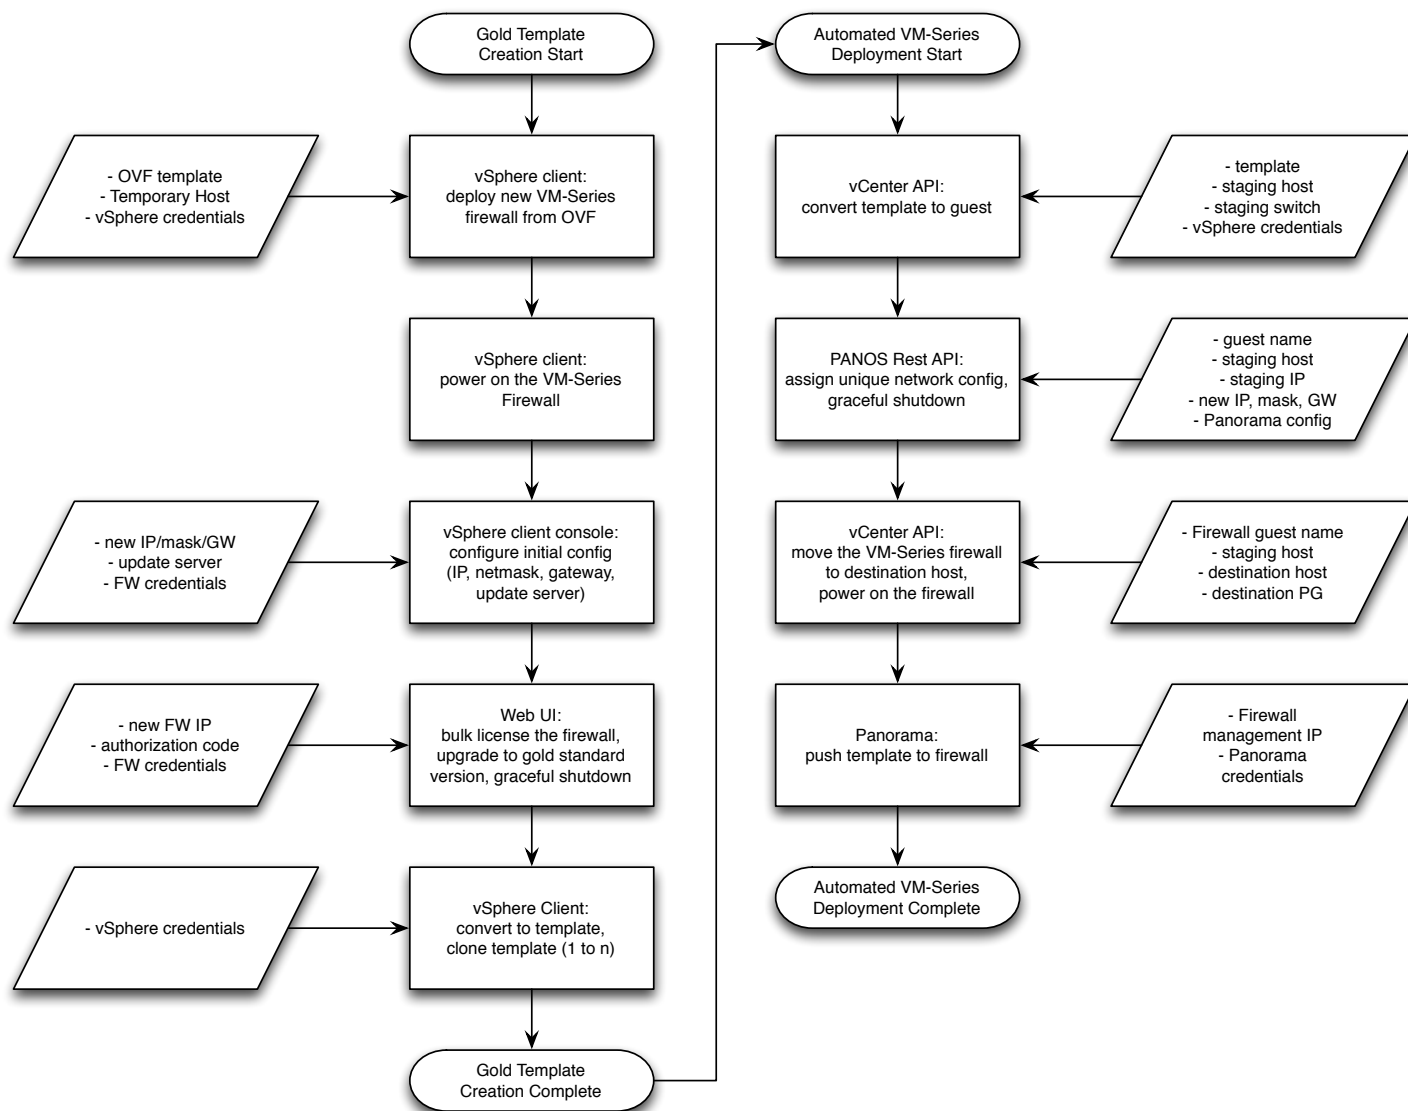 Gold Template
Creation Start
- OVF template
- Temporary Host
- vSphere credentials
vSphere client:
deploy new VM-Series
firewall from OVF
vSphere client:
power on the VM-Series
Firewall
- new IP/mask/GW
- update server
- FW credentials
vSphere client console:
configure initial config
(IP, netmask, gateway,
update server)
- new FW IP
- authorization code
- FW credentials
Web UI:
bulk license the firewall,
upgrade to gold standard
version, graceful shutdown
- vSphere credentials
vSphere Client:
convert to template,
clone template (1 to n)
Gold Template
Creation Complete
Automated VM-Series
Deployment Start
vCenter API:
convert template to guest
- template
- staging host
- staging switch
- vSphere credentials
PANOS Rest API:
assign unique network config,
graceful shutdown
- guest name
- staging host
- staging IP
- new IP, mask, GW
- Panorama config
vCenter API:
move the VM-Series firewall
to destination host,
power on the firewall
- Firewall guest name
- staging host
- destination host
- destination PG
Panorama:
push template to firewall
- Firewall
management IP
- Panorama
credentials
Automated VM-Series
Deployment Complete